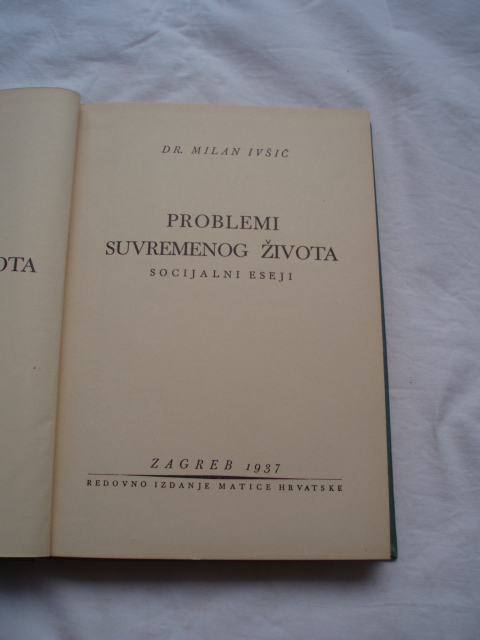 OTA
DR. MILAN IVŠIĆ
PROBLEMI
SUVREMENOG ŽIVOTA
SOCIJALNI ESEJI
ZAGREB 1937
REDOVNO IZDANJE MATICE HRVATSKE